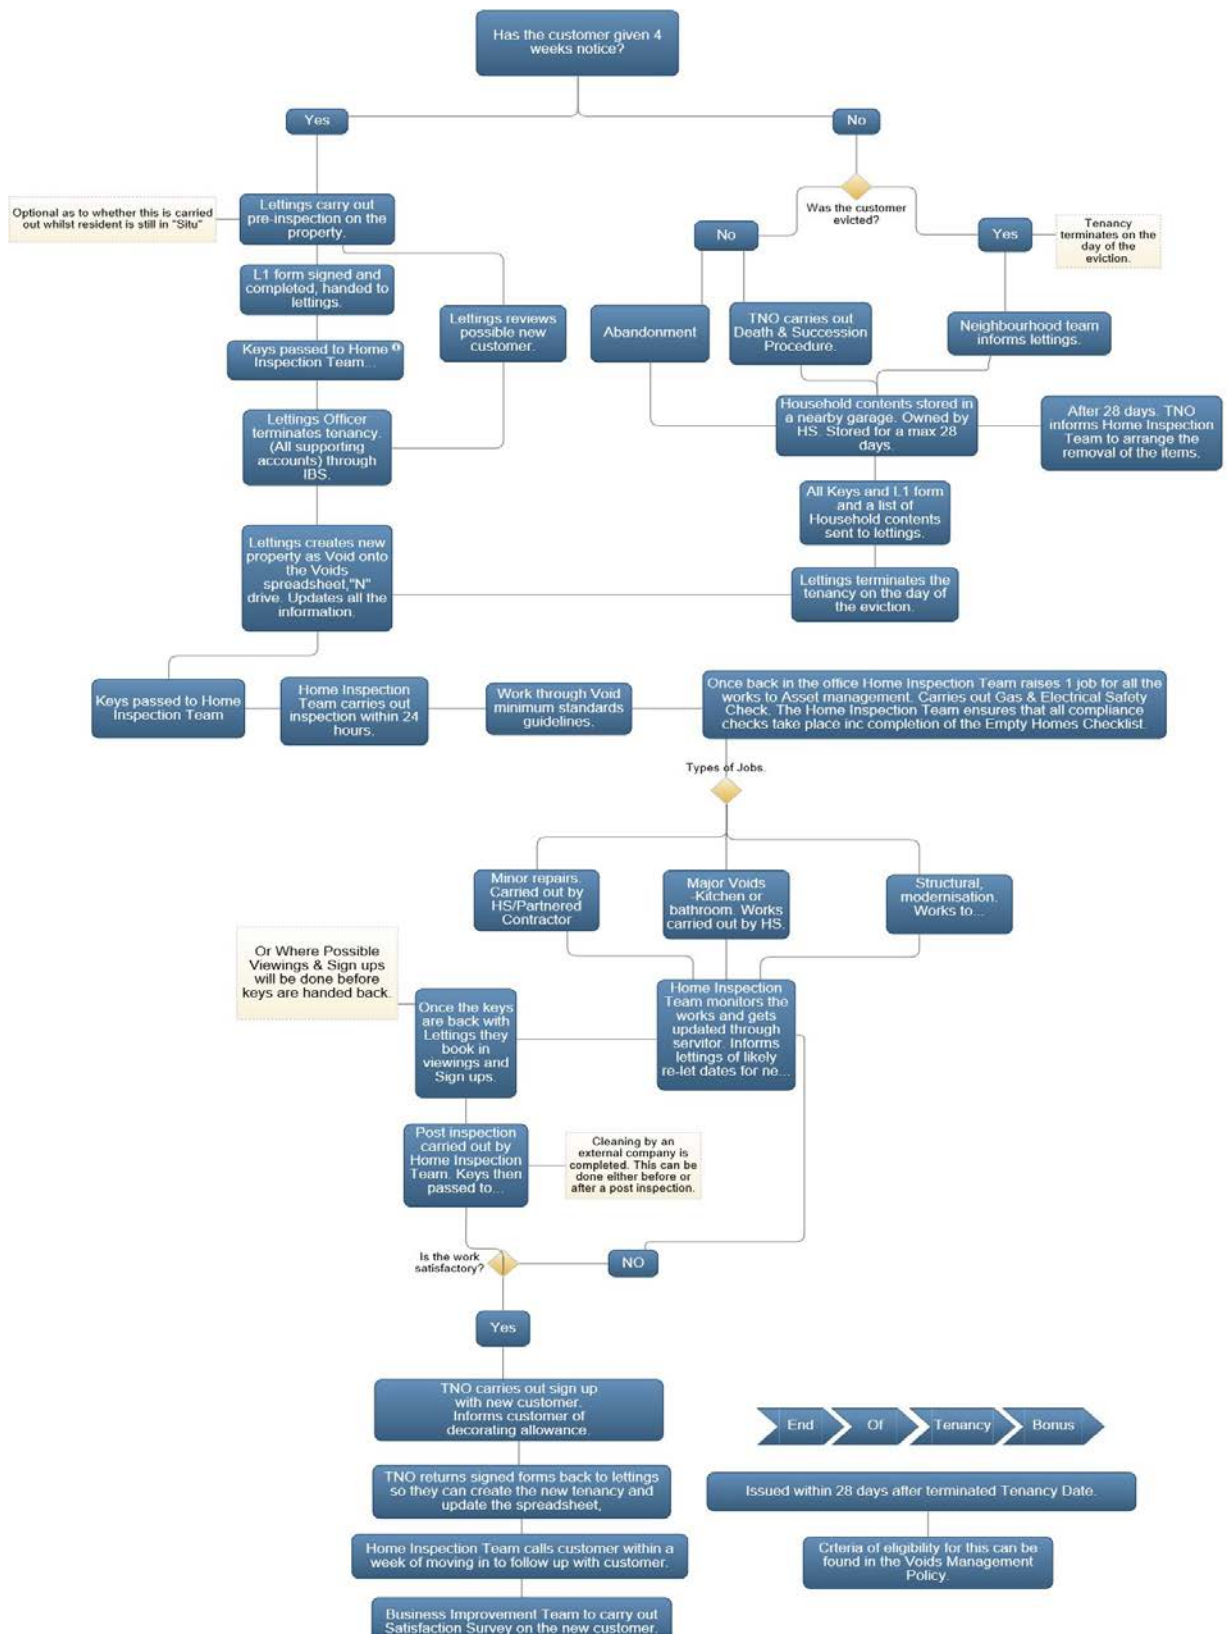 Has the customer given 4
weeks notice?
Yes
No
Optional as to whether this is carried
out whilst resident is still in "Situ"
Lettings carry out
pre-inspection on the
property.
Was the customer
evicted?
No
Yes
Tenancy
terminates on the
day of the
eviction.
L1 form signed and
completed, handed to
lettings.
Lettings reviews
possible new
customer.
Abandonment
TNO carries out
Death & Succession
Procedure.
Neighbourhood team
informs lettings.
Keys passed to Home
Inspection Team...
Lettings Officer
terminates tenancy.
(All supporting
accounts) through
IBS.
Household contents stored in
a nearby garage. Owned by
HS. Stored for a max 28
days.
After 28 days. TNO
informs Home Inspection
Team to arrange the
removal of the items.
All Keys and L1 form
and a list of
Household contents
sent to lettings.
Lettings creates new
property as Void onto
the Voids
spreadsheet,"N"
drive. Updates all the
information.
Lettings terminates the
tenancy on the day of
the eviction.
Keys passed to Home
Inspection Team
Home Inspection
Team carries out
inspection within 24
hours.
Work through Void
minimum standards
guidelines.
Once back in the office Home Inspection Team raises 1 job for all the
works to Asset management. Carries out Gas & Electrical Safety
Check. The Home Inspection Team ensures that all compliance
checks take place inc completion of the Empty Homes Checklist.
Types of Jobs.
Minor repairs.
Carried out by
HS/Partnered
Contractor
Major Voids
-Kitchen or
bathroom. Works
carried out by HS.
Structural,
modernisation.
Works to...
Or Where Possible
Viewings & Sign ups
will be done before
keys are handed back.
Once the keys
are back with
Lettings they
book in
viewings and
Sign ups.
Home Inspection
Team monitors the
works and gets
updated through
servitor. Informs
lettings of likely
re-let dates for ne...
Post inspection
carried out by
Home Inspection
Team. Keys then
passed to...
Cleaning by an
external company is
completed. This can be
done either before or
after a post inspection.
Is the work
satisfactory?
NO
Yes
TNO carries out sign up
with new customer.
Informs customer of
decorating allowance.
End Of Tenancy Bonus
TNO returns signed forms back to lettings
so they can create the new tenancy and
update the spreadsheet,
Issued within 28 days after terminated Tenancy Date.
Home Inspection Team calls customer within a
week of moving in to follow up with customer.
Crteria of eligibility for this can be
found in the Voids Management
Policy.
Business Improvement Team to carry out
Satisfaction Survey on the new customer.